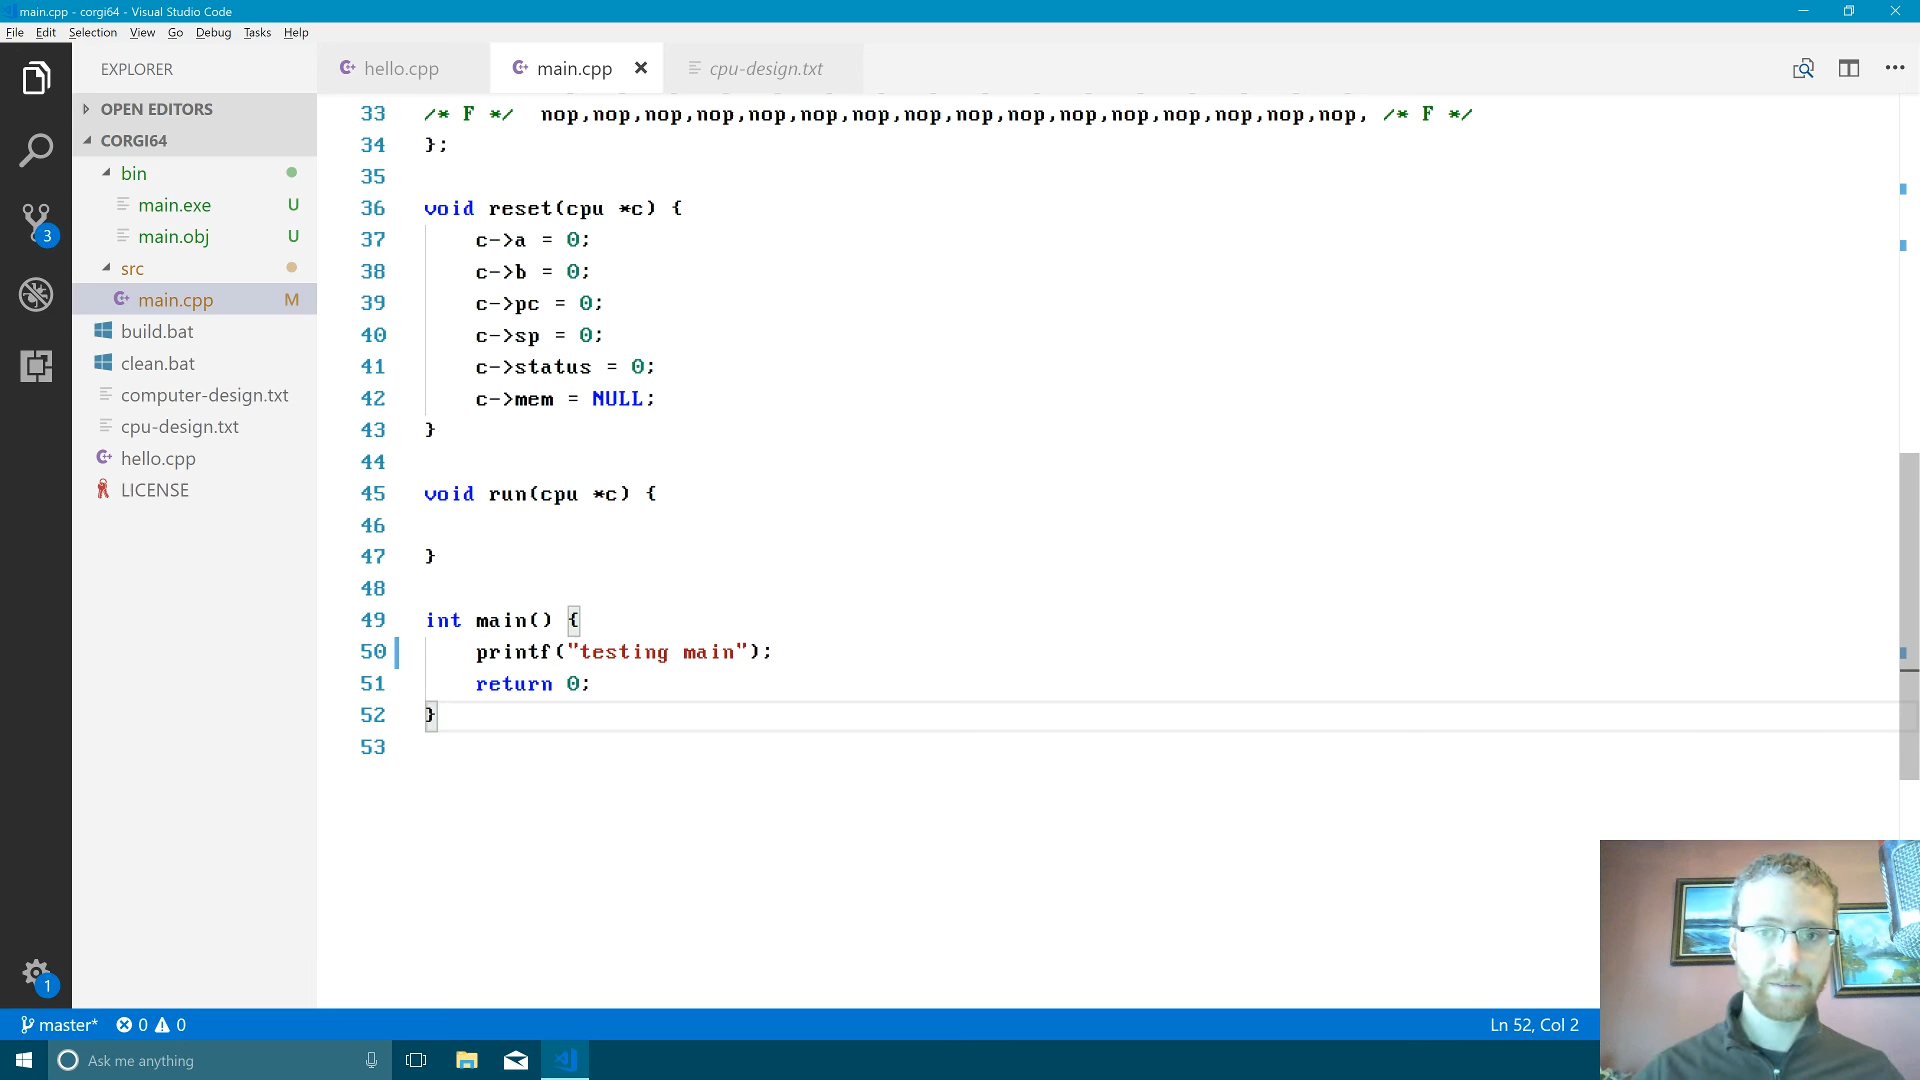 main.cpp - corgi64 - Visual Studio Code
File Edit Selection View Go Debug Tasks Help
EXPLORER
OPEN EDITORS
CORGI64
bin
main.exe U
main.obj U
src
main.cpp M
build.bat
clean.bat
computer-design.txt
cpu-design.txt
hello.cpp
LICENSE
3
1
hello.cpp main.cpp cpu-design.txt
33 /* F */ nop,nop,nop,nop,nop,nop,nop,nop,nop,nop,nop,nop,nop,nop,nop,nop, /* F */
34 };
35
36 void reset(cpu *c) {
37 c->a = 0;
38 c->b = 0;
39 c->pc = 0;
40 c->sp = 0;
41 c->status = 0;
42 c->mem = NULL;
43 }
44
45 void run(cpu *c) {
46
47 }
48
49 int main() {
50 printf("testing main");
51 return 0;
52 }
53
master* 0 0 Ln 52, Col 2
Ask me anything